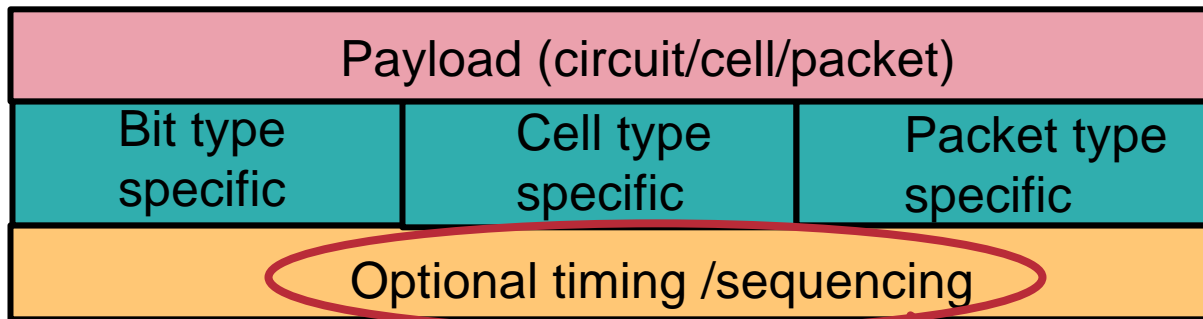 Payload (circuit/cell/packet)
Bit type
specific
Cell type
specific
Packet type
specific
Optional timing /sequencing